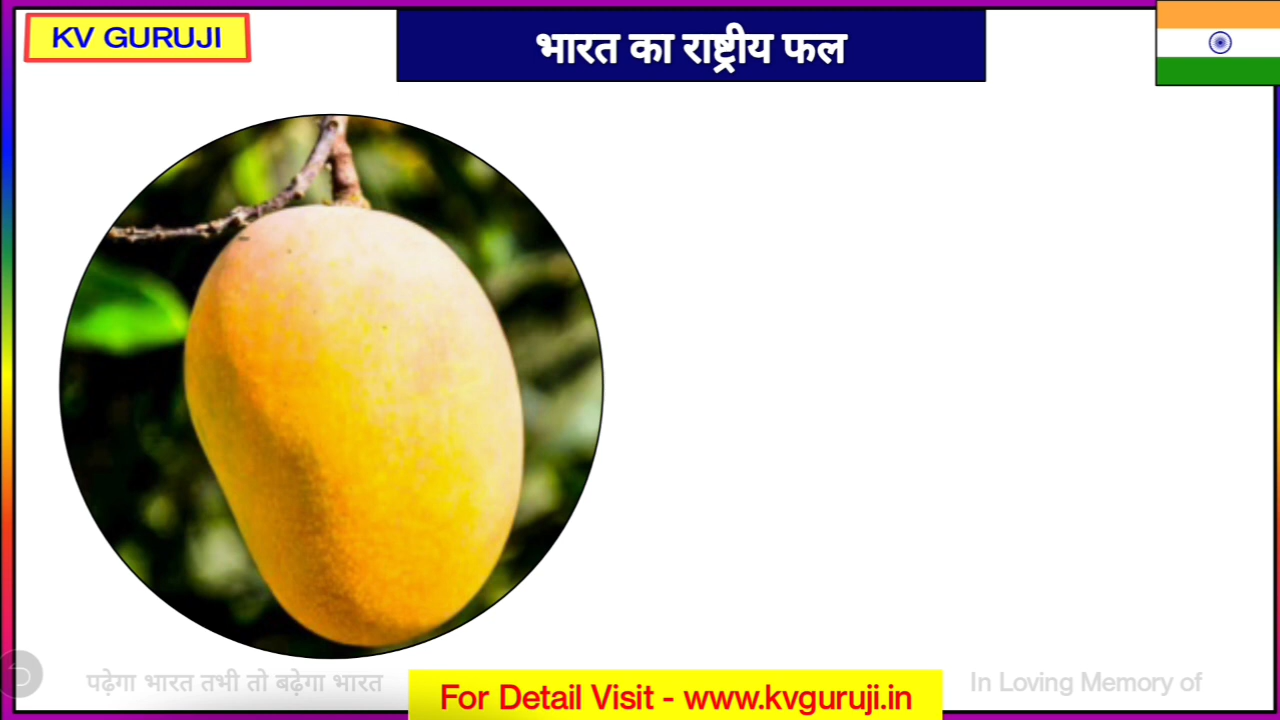 KV GURUJI
भारत का राष्ट्रीय फल
पढ़ेगा भारत तभी तो बढ़ेगा भारत
For Detail Visit - www.kvguruji.in
In Loving Memory of